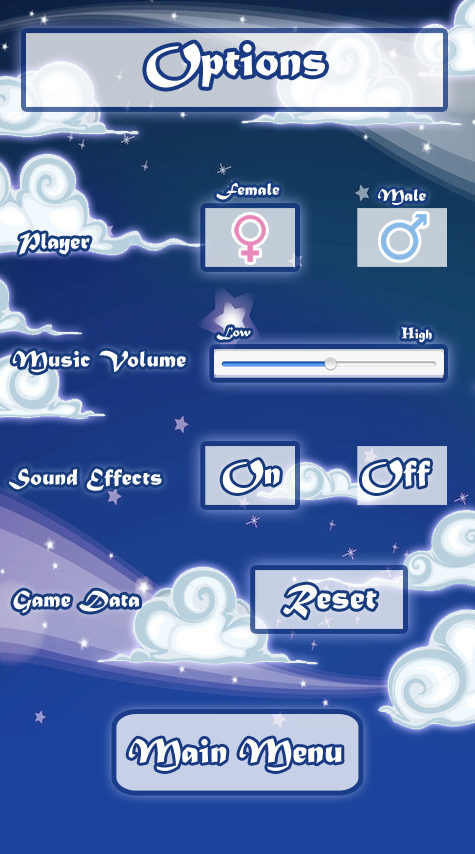 Options
Female
Male
Player
Low
High
Music Volume
Sound Effects
On
Off
Game Data
Reset
Main Menu